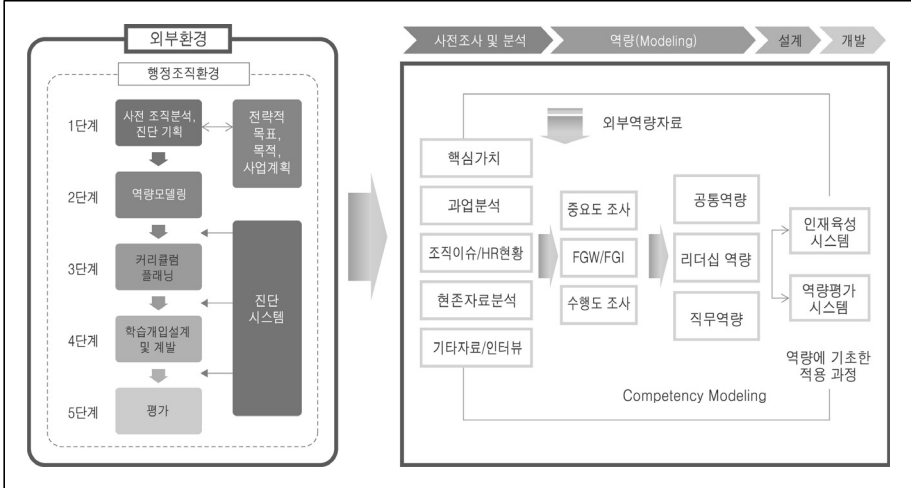 외부환경
행정조직환경
1단계
사전 조직분석,
진단 기획
전략적
목표,
목적,
사업계획
2단계
역량모델링
3단계
커리큘럼
플래닝
진단
시스템
4단계
학습개입설계
및 계발
5단계
평가
사전조사 및 분석
역량(Modeling)
설계
개발
외부역량자료
핵심가치
과업분석
조직이슈/HR현황
현존자료분석
기타자료/인터뷰
중요도 조사
FGW/FGI
수행도 조사
공통역량
리더십 역량
직무역량
인재육성
시스템
역량평가
시스템
역량에 기초한
적용 과정
Competency Modeling